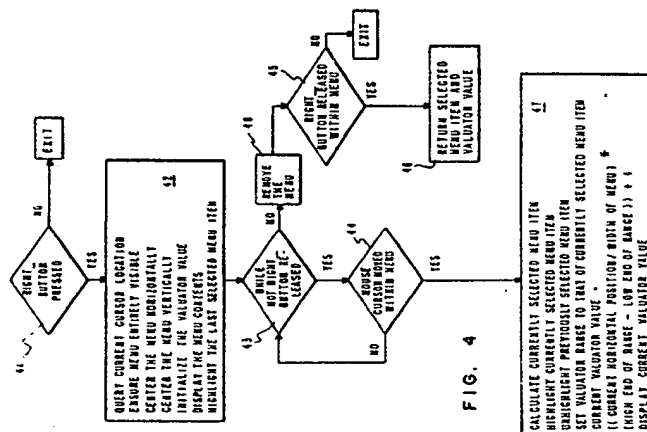 RIGHT
BUTTON
PRESSED
NO
EXIT
41
YES
QUERY CURRENT CURSOR LOCATION
ENSURE MENU ENTIRELY VISIBLE
CENTER THE MENU HORIZONTALLY
CENTER THE MENU VERTICALLY
INITIALIZE THE VALUATOR VALUE
DISPLAY THE MENU CONTENTS
HIGHLIGHT THE LAST SELECTED MENU ITEM
42
WHILE
NOT RIGHT
BUTTON RE-
LEASED
43
NO
REMOVE
THE
MENU
48
RIGHT
BUTTON RELEASED
WITHIN MENU
45
NO
EXIT
YES
RETURN SELECTED
MENU ITEM AND
VALUATOR VALUE
46
YES
MOUSE
CURSOR MOVED
WITHIN MENU
44
NO
YES
CALCULATE CURRENTLY SELECTED MENU ITEM
HIGHLIGHT CURRENTLY SELECTED MENU ITEM
UNHIGHLIGHT PREVIOUSLY SELECTED MENU ITEM
SET VALUATOR RANGE TO THAT OF CURRENTLY SELECTED MENU ITEM
CURRENT VALUATOR VALUE =
(( CURRENT HORIZONTAL POSITION / WIDTH OF MENU) *
(HIGH END OF RANGE - LOW END OF RANGE)) +
DISPLAY CURRENT VALUATOR VALUE
47
FIG. 4